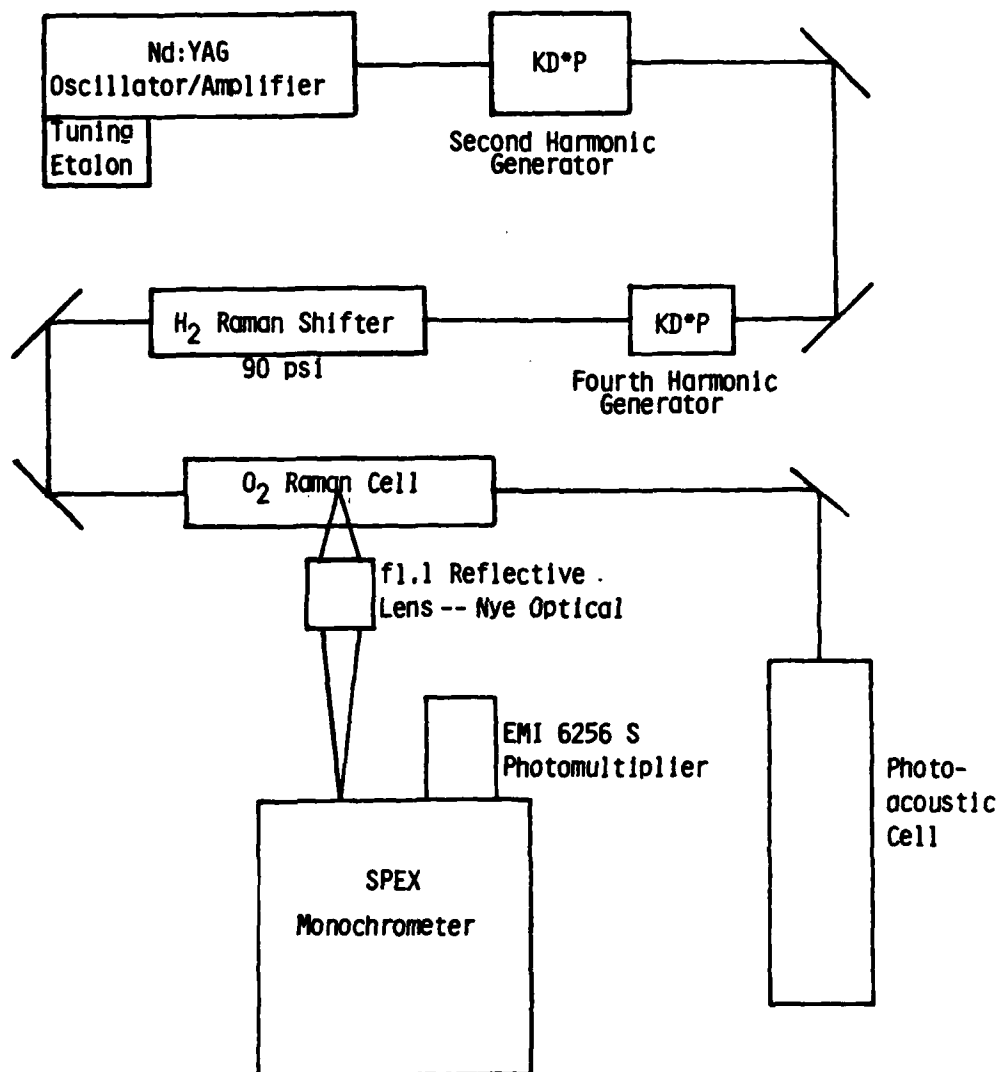 Nd:YAG
Oscillator/Amplifier
Tuning
Etalon
KD*P
Second Harmonic
Generator
H2 Raman Shifter
90 psi
KD*P
Fourth Harmonic
Generator
O2 Raman Cell
f1.1 Reflective
Lens -- Nye Optical
EMI 6256 S
Photomultiplier
SPEX
Monochrometer
Photo-
acoustic
Cell